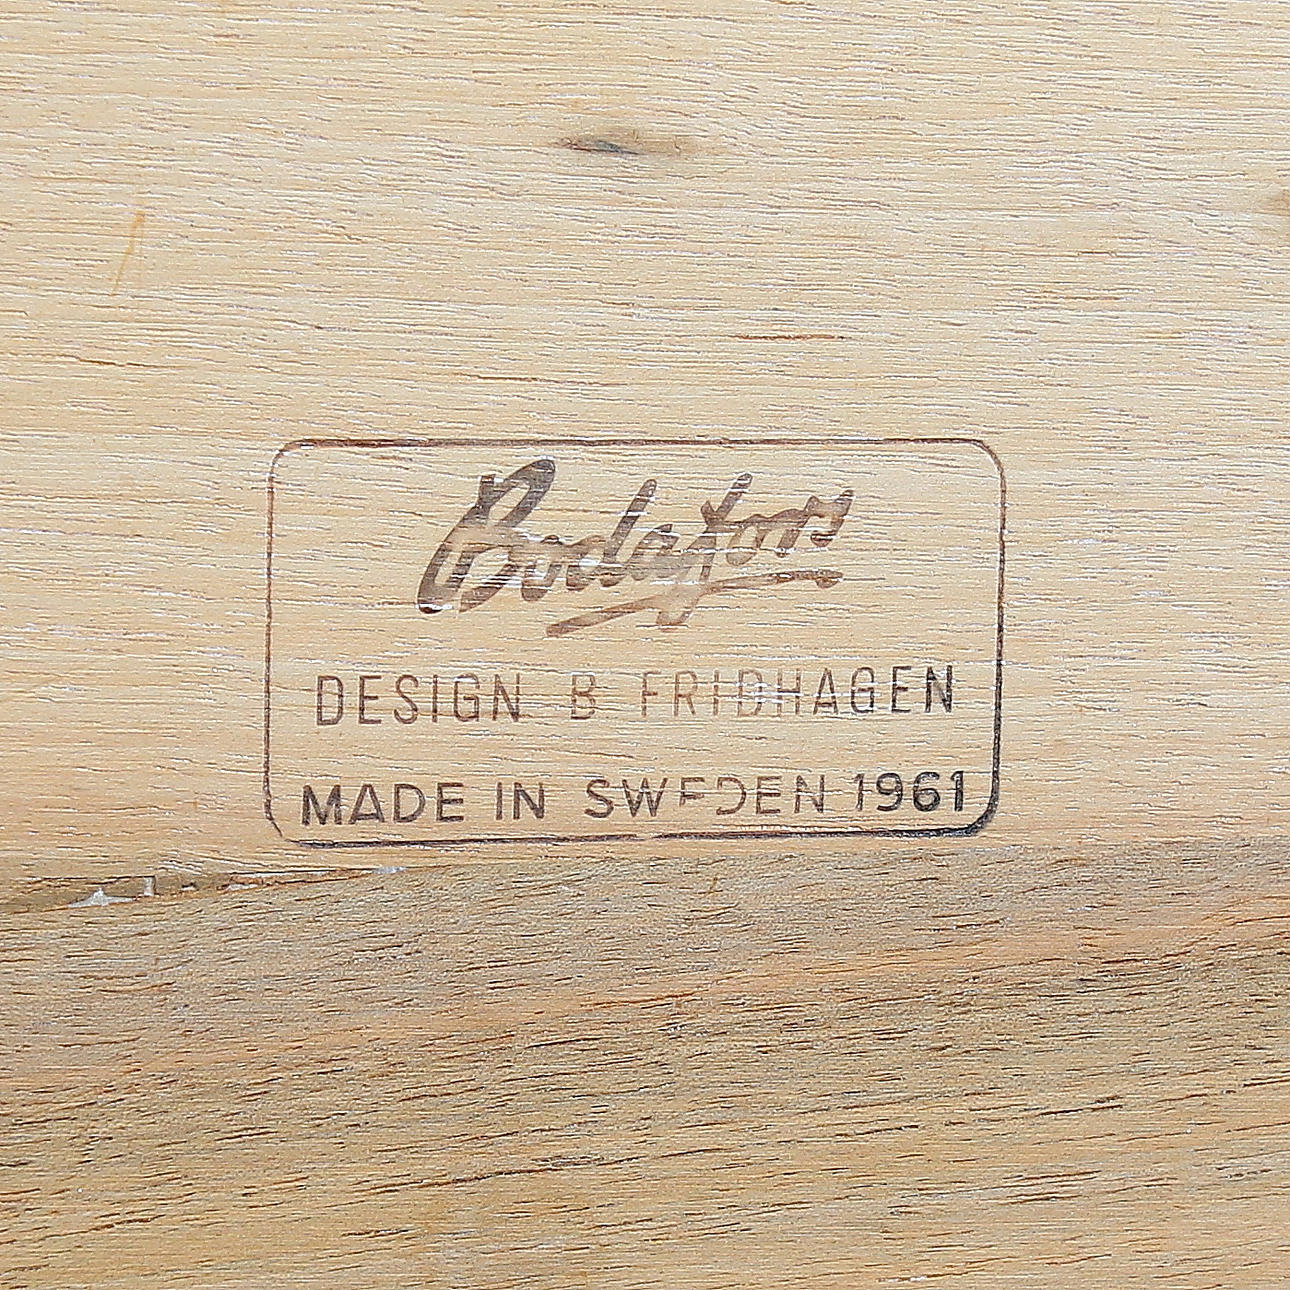 Bodafors
DESIGN B FRIDHAGEN
MADE IN SWEDEN 1961